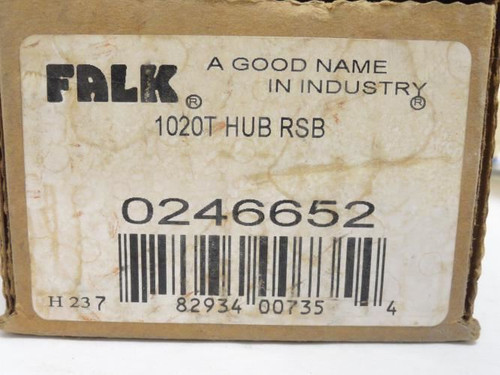 FALK® A GOOD NAME
IN INDUSTRY®
1020T HUB RSB
0246652
H 237 82934 00735 4